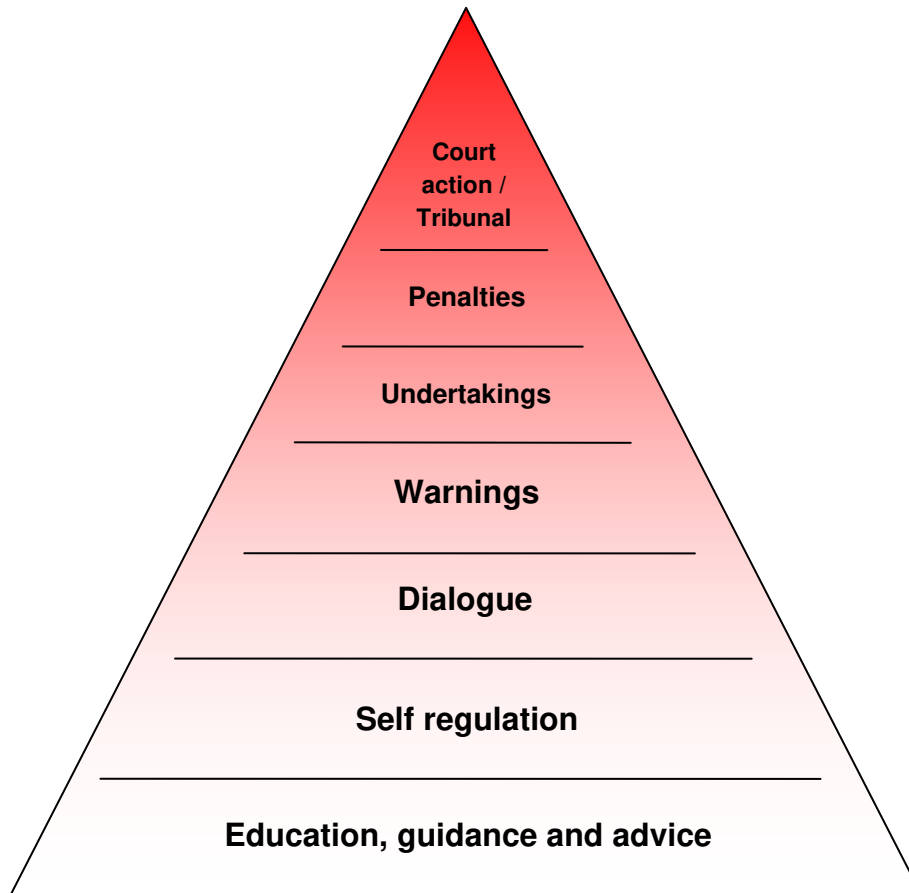 Court
action /
Tribunal
Penalties
Undertakings
Warnings
Dialogue
Self regulation
Education, guidance and advice